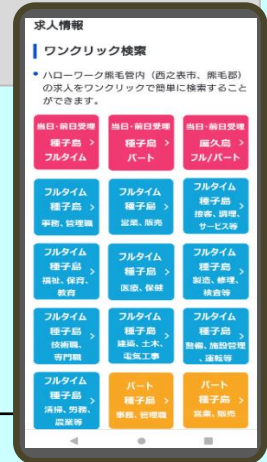 求人情報
ワンクリック検索
• ハローワーク熊毛管内（西之表市、熊毛郡）
の求人をワンクリックで簡単に検索すること
ができます。
当日・前日受理
種子島 >
フルタイム
当日・前日受理
種子島 >
パート
当日・前日受理
屋久島 >
フル/パート
フルタイム
種子島 >
事務、管理職
フルタイム
種子島 >
営業、販売
フルタイム
種子島 >
接客、調理、
サービス等
フルタイム
種子島 >
福祉、保育、
教育
フルタイム
種子島 >
医療、保健
フルタイム
種子島 >
製造、修理、
検査等
フルタイム
種子島 >
技術職、
専門職
フルタイム
種子島 >
建築、土木、
電気工事
フルタイム
種子島 >
警備、施設管理
、運転等
フルタイム
種子島 >
清掃、労務、
農業等
パート
種子島 >
事務、管理職
パート
種子島 >
営業、販売